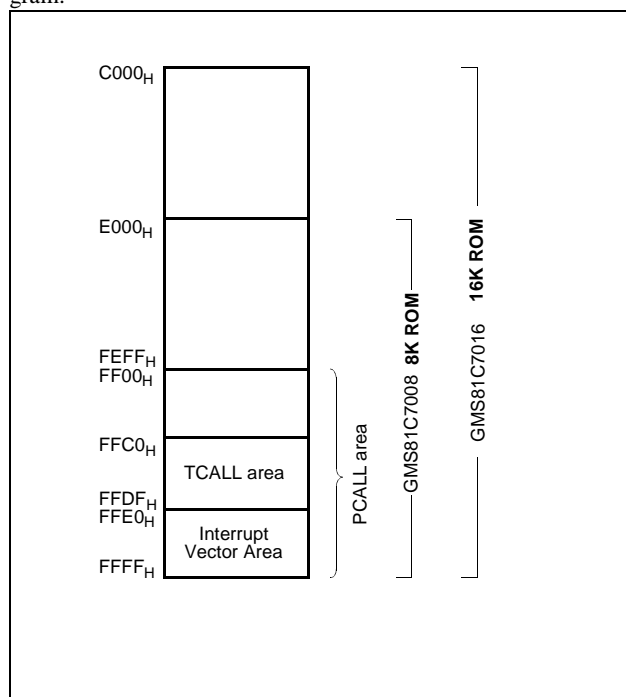 gram.
C000H
E000H
FEFFH
FF00H
FFC0H
TCALL area
FFDFH
FFE0H
Interrupt
Vector Area
FFFFH
PCALL area
GMS81C7008 8K ROM
GMS81C7016 16K ROM